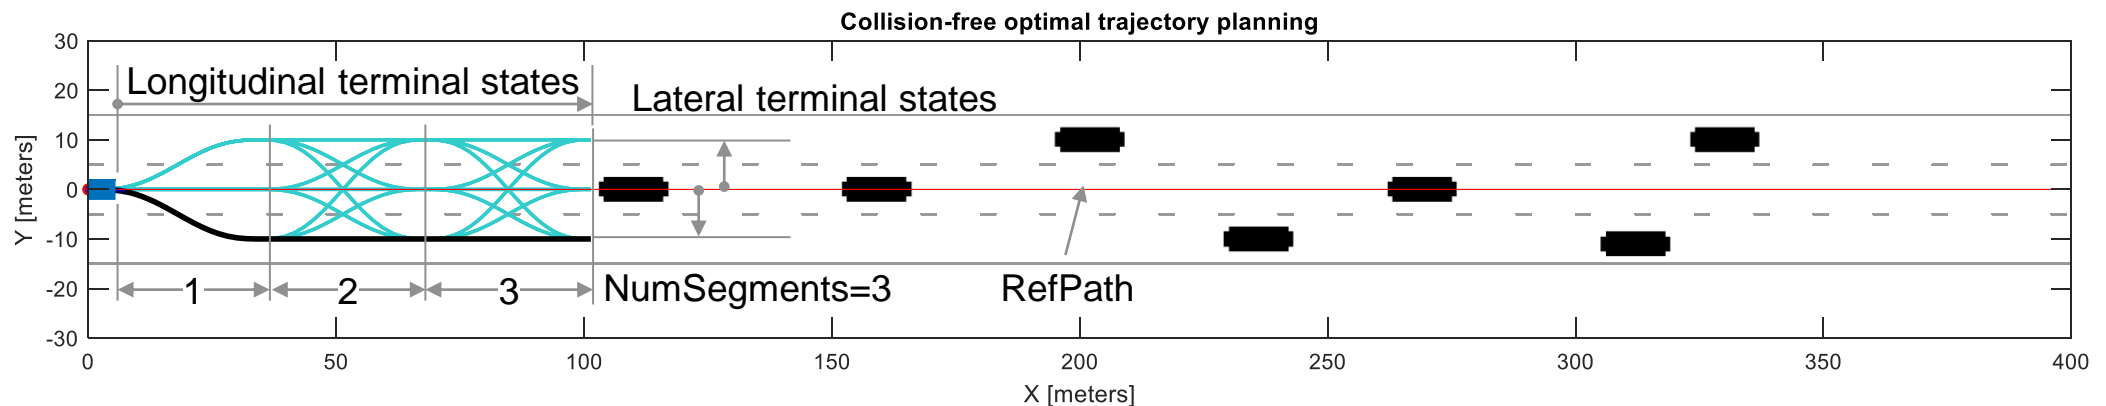 Collision-free optimal trajectory planning
30
20
10
0
-10
-20
-30
Y [meters]
Longitudinal terminal states
Lateral terminal states
1
2
3
NumSegments=3
RefPath
0
50
100
150
200
250
300
350
400
X [meters]